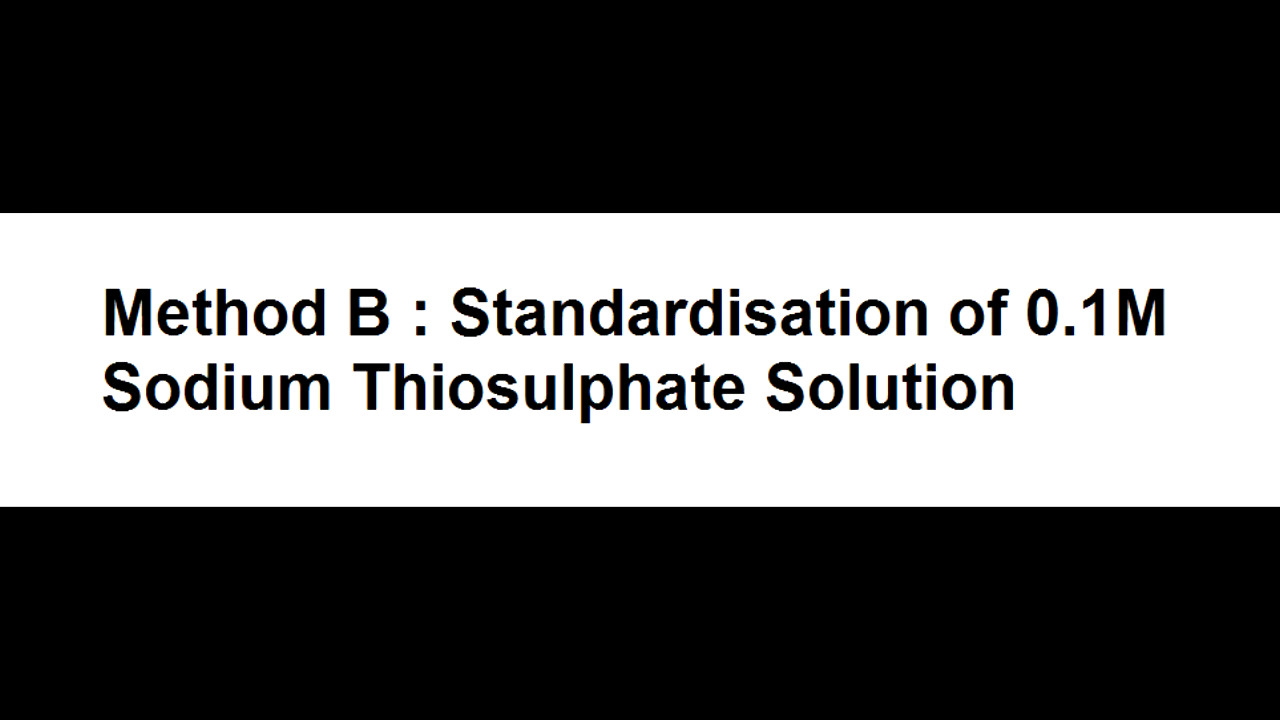 Method B : Standardisation of 0.1M
Sodium Thiosulphate Solution